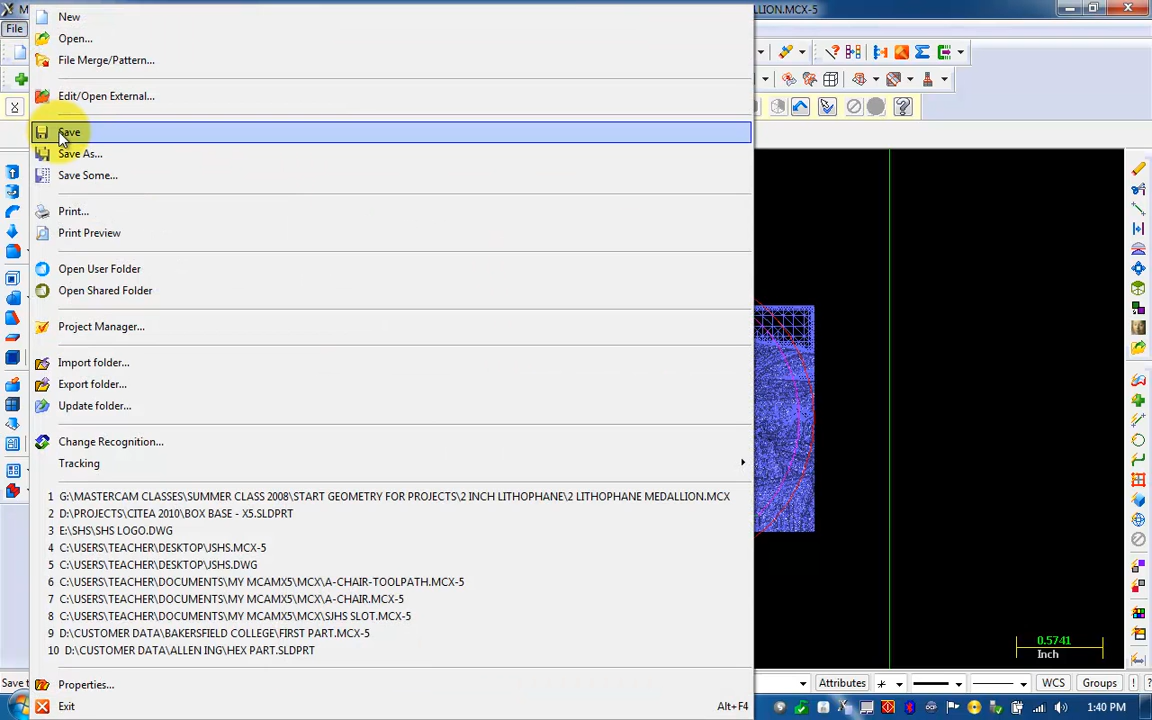 M
LLION.MCX-5
File
New
Open...
File Merge/Pattern...
Edit/Open External...
Save
Save As...
Save Some...
Print...
Print Preview
Open User Folder
Open Shared Folder
Project Manager...
Import folder...
Export folder...
Update folder...
Change Recognition...
Tracking
1 G:\MASTERCAM CLASSES\SUMMER CLASS 2008\START GEOMETRY FOR PROJECTS\2 INCH LITHOPHANE\2 LITHOPHANE MEDALLION.MCX
2 D:\PROJECTS\CITEA 2010\BOX BASE - X5.SLDPRT
3 E:\SHS\SHS LOGO.DWG
4 C:\USERS\TEACHER\DESKTOP\JSHS.MCX-5
5 C:\USERS\TEACHER\DESKTOP\JSHS.DWG
6 C:\USERS\TEACHER\DOCUMENTS\MY MCAMX5\MCX\A-CHAIR-TOOLPATH.MCX-5
7 C:\USERS\TEACHER\DOCUMENTS\MY MCAMX5\MCX\A-CHAIR.MCX-5
8 C:\USERS\TEACHER\DOCUMENTS\MY MCAMX5\MCX\SJHS SLOT.MCX-5
9 D:\CUSTOMER DATA\BAKERSFIELD COLLEGE\FIRST PART.MCX-5
10 D:\CUSTOMER DATA\ALLEN ING\HEX PART.SLDPRT
Properties...
Exit Alt+F4
0.5741
Inch
Save t
Attributes
WCS
Groups
1:40 PM